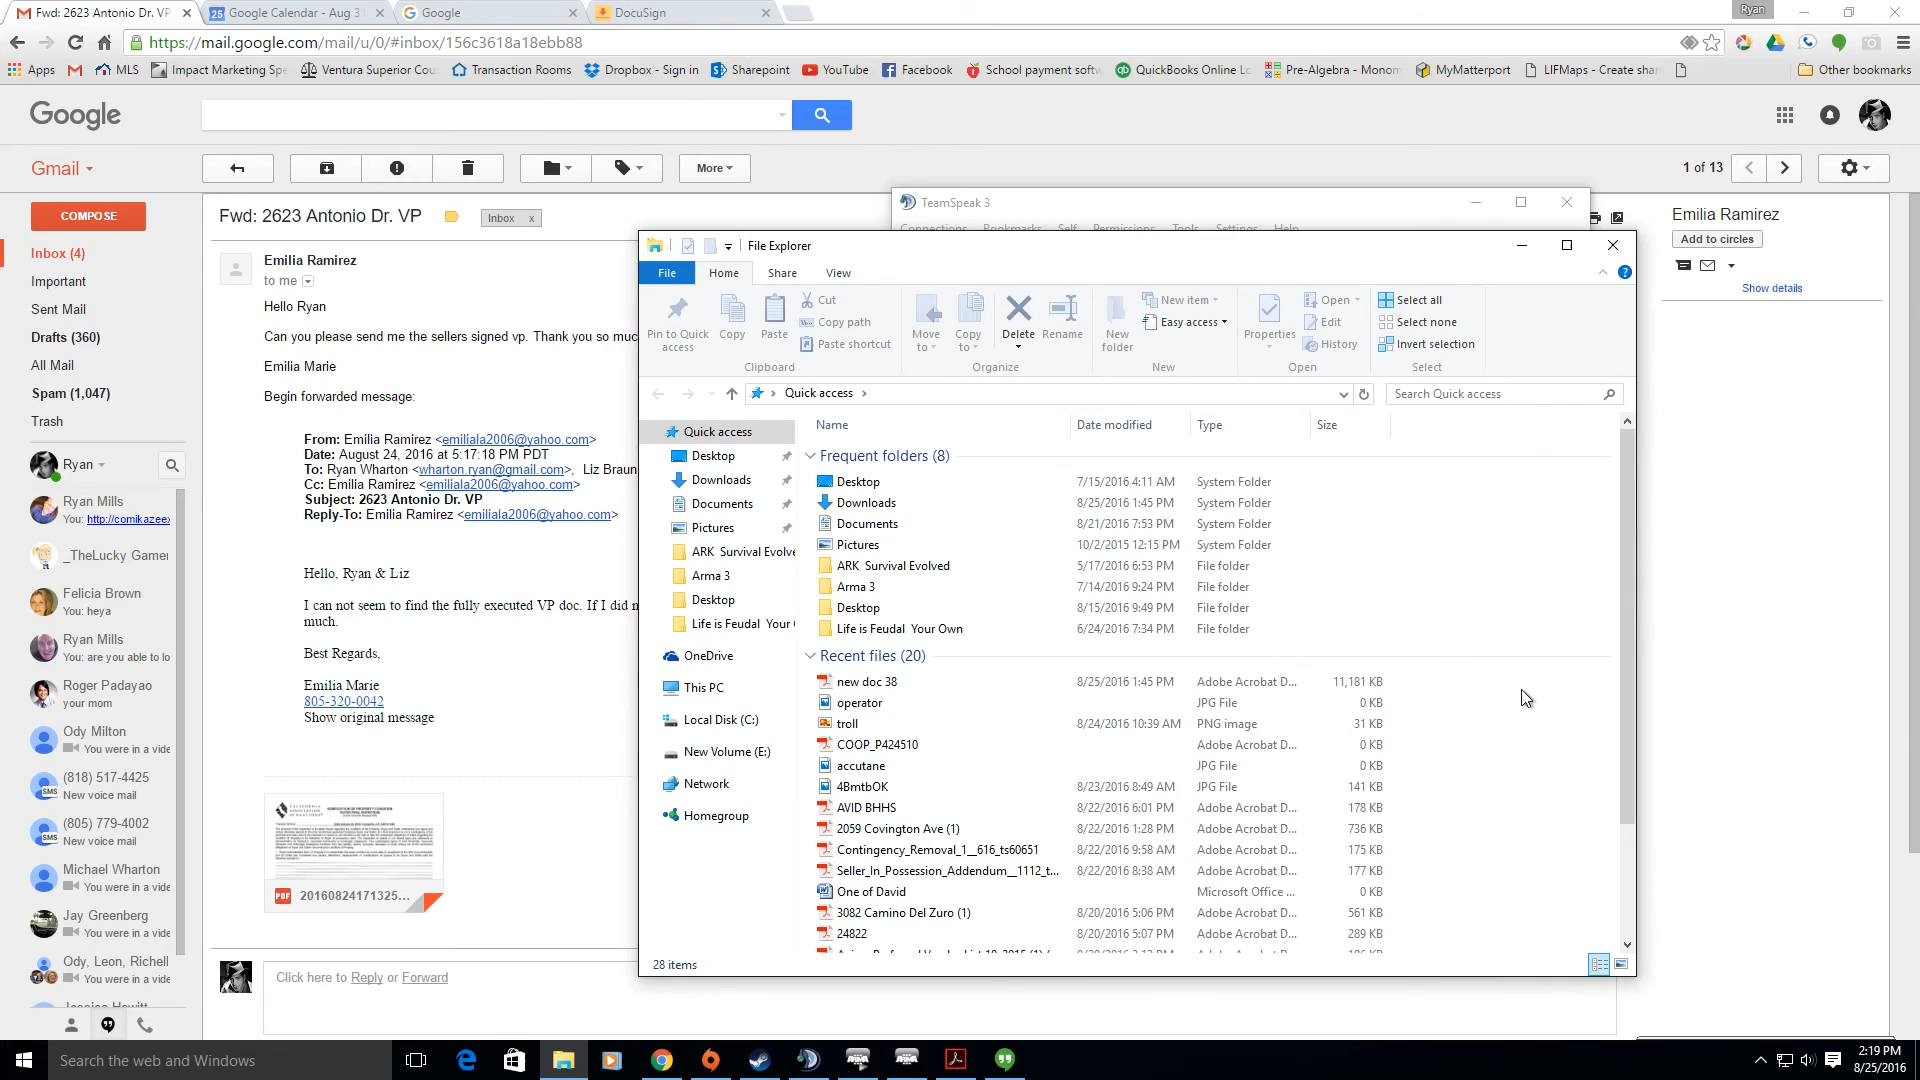 Fwd: 2623 Antonio Dr. VP
Google Calendar - Aug 3
Google
DocuSign
Ryan
https://mail.google.com/mail/u/0/#inbox/156c3618a18ebb88
Apps
MLS
Impact Marketing Spe
Ventura Superior Cou
Transaction Rooms
Dropbox - Sign in
Sharepoint
YouTube
Facebook
School payment softw
QuickBooks Online Lo
Pre-Algebra - Monom
MyMatterport
LIFMaps - Create shar
Other bookmarks
Google
Gmail
More
1 of 13
COMPOSE
Inbox (4)
Important
Sent Mail
Drafts (360)
All Mail
Spam (1,047)
Trash
Ryan
Ryan Mills
You: http://comikazeex
_TheLucky Gamer
Felicia Brown
You: heya
Ryan Mills
You: are you able to lo
Roger Padayao
your mom
Ody Milton
You were in a vide
(818) 517-4425
SMS
New voice mail
(805) 779-4002
SMS
New voice mail
Michael Wharton
You were in a vide
Jay Greenberg
You were in a vide
Ody, Leon, Richell
You were in a vide
Jessica Hewitt
Fwd: 2623 Antonio Dr. VP
Inbox x
Emilia Ramirez
to me
Hello Ryan
Can you please send me the sellers signed vp. Thank you so muc
Emilia Marie
Begin forwarded message:
From: Emilia Ramirez <emiliala2006@yahoo.com>
Date: August 24, 2016 at 5:17:18 PM PDT
To: Ryan Wharton <wharton.ryan@gmail.com>, Liz Braun
Cc: Emilia Ramirez <emiliala2006@yahoo.com>
Subject: 2623 Antonio Dr. VP
Reply-To: Emilia Ramirez <emiliala2006@yahoo.com>
Hello, Ryan & Liz
I can not seem to find the fully executed VP doc. If I did n
much.
Best Regards,
Emilia Marie
805-320-0042
Show original message
PDF 20160824171325...
Click here to Reply or Forward
Emilia Ramirez
Add to circles
Show details
TeamSpeak 3
Connections Bookmarks Self Permissions Tools Settings Help
File Explorer
File Home Share View
Pin to Quick access
Copy
Paste
Cut
Copy path
Paste shortcut
Clipboard
Move to
Copy to
Delete
Rename
Organize
New folder
New item
Easy access
New
Properties
Open
Edit
History
Open
Select all
Select none
Invert selection
Select
Quick access
Search Quick access
Quick access
Desktop
Downloads
Documents
Pictures
ARK Survival Evolve
Arma 3
Desktop
Life is Feudal Your
OneDrive
This PC
Local Disk (C:)
New Volume (E:)
Network
Homegroup
Name Date modified Type Size
Frequent folders (8)
Desktop 7/15/2016 4:11 AM System Folder
Downloads 8/25/2016 1:45 PM System Folder
Documents 8/21/2016 7:53 PM System Folder
Pictures 10/2/2015 12:15 PM System Folder
ARK Survival Evolved 5/17/2016 6:53 PM File folder
Arma 3 7/14/2016 9:24 PM File folder
Desktop 8/15/2016 9:49 PM File folder
Life is Feudal Your Own 6/24/2016 7:34 PM File folder
Recent files (20)
new doc 38 8/25/2016 1:45 PM Adobe Acrobat D... 11,181 KB
operator JPG File 0 KB
troll 8/24/2016 10:39 AM PNG image 31 KB
COOP_P424510 Adobe Acrobat D... 0 KB
accutane JPG File 0 KB
4BmtbOK 8/23/2016 8:49 AM JPG File 141 KB
AVID BHHS 8/22/2016 6:01 PM Adobe Acrobat D... 178 KB
2059 Covington Ave (1) 8/22/2016 1:28 PM Adobe Acrobat D... 736 KB
Contingency_Removal_1__616_ts60651 8/22/2016 9:58 AM Adobe Acrobat D... 175 KB
Seller_In_Possession_Addendum__1112_t... 8/22/2016 8:38 AM Adobe Acrobat D... 177 KB
One of David Microsoft Office ... 0 KB
3082 Camino Del Zuro (1) 8/20/2016 5:06 PM Adobe Acrobat D... 561 KB
24822 8/20/2016 5:07 PM Adobe Acrobat D... 289 KB
28 items
Search the web and Windows
2:19 PM
8/25/2016